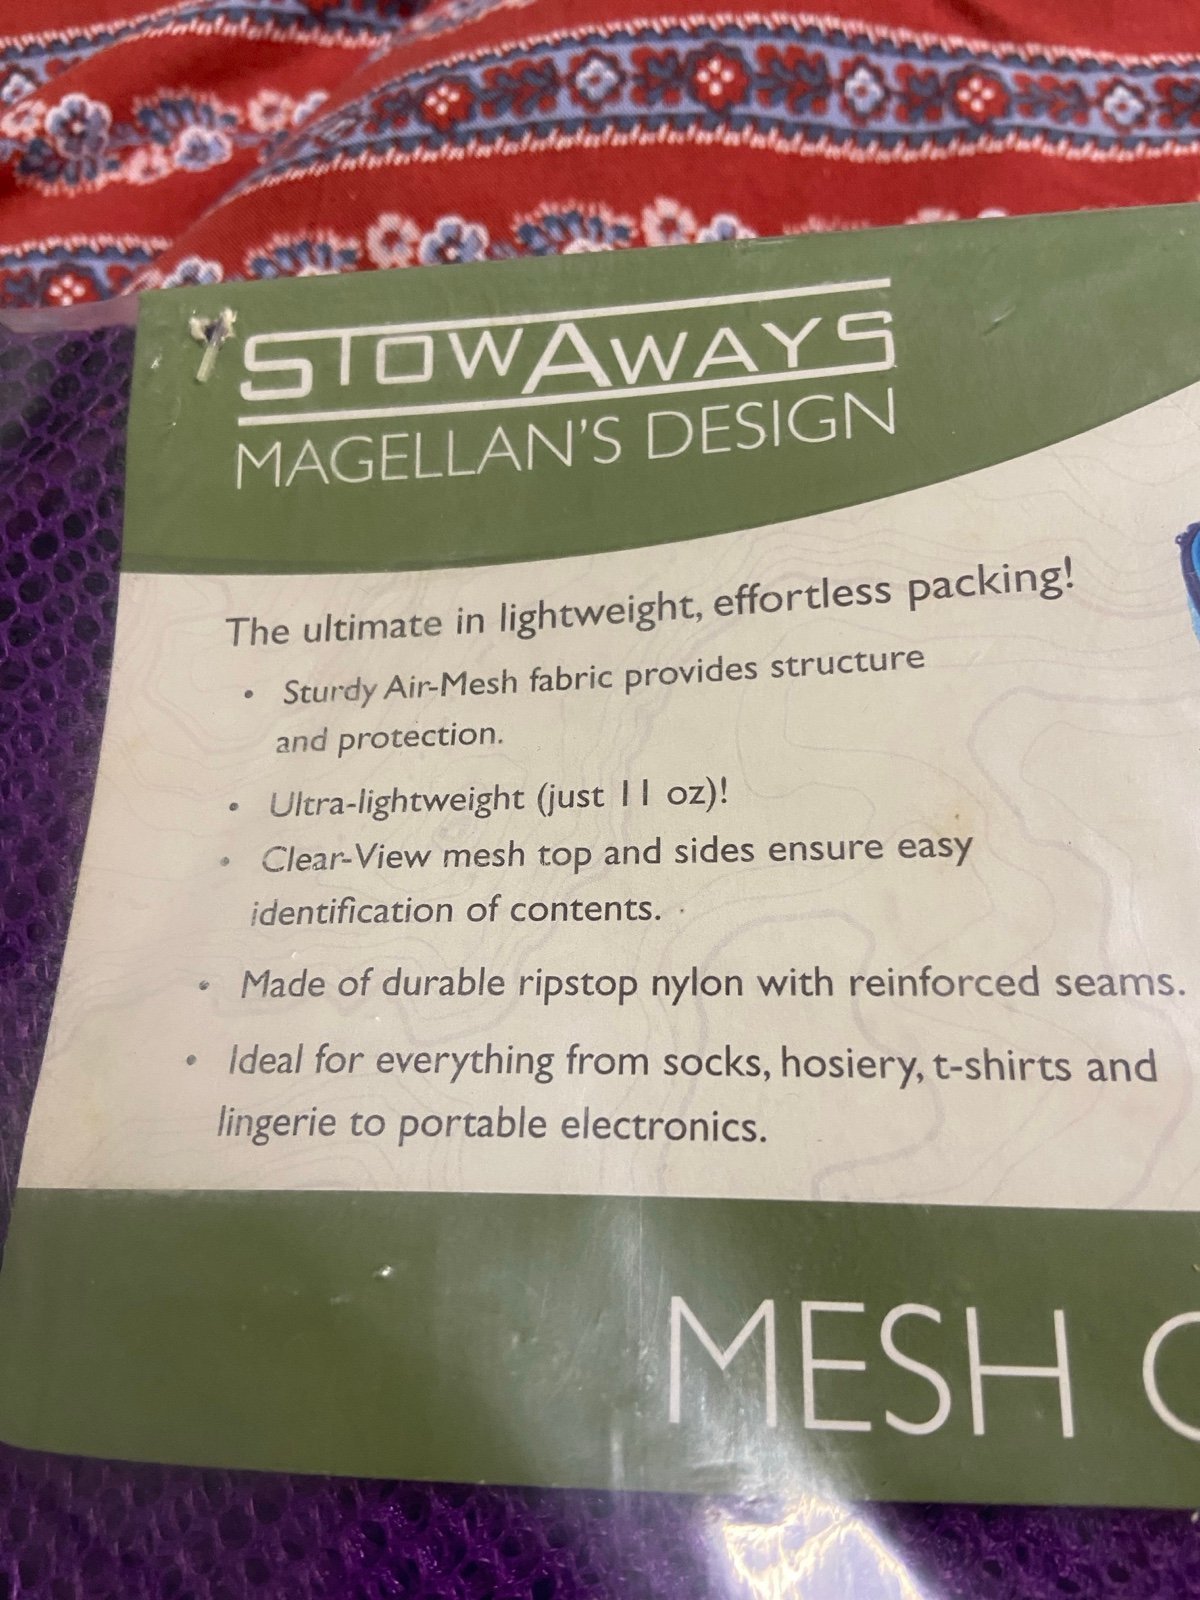 STOWAWAYS
MAGELLAN'S DESIGN
The ultimate in lightweight, effortless packing!
• Sturdy Air-Mesh fabric provides structure
and protection.
• Ultra-lightweight (just 11 oz)!
• Clear-View mesh top and sides ensure easy
identification of contents.
• Made of durable ripstop nylon with reinforced seams.
• Ideal for everything from socks, hosiery, t-shirts and
lingerie to portable electronics.
MESH